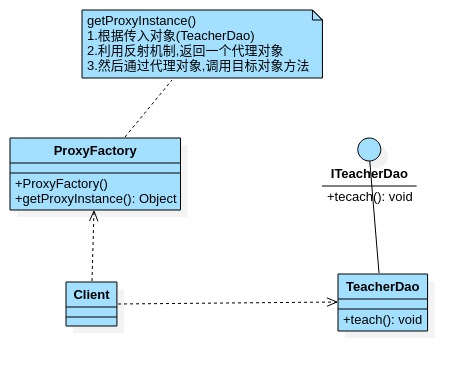 getProxyInstance()
1.根据传入对象(TeacherDao)
2.利用反射机制,返回一个代理对象
3.然后通过代理对象,调用目标对象方法
ProxyFactory
+ProxyFactory()
+getProxyInstance(): Object
ITeacherDao
+tecach(): void
Client
TeacherDao
+teach(): void